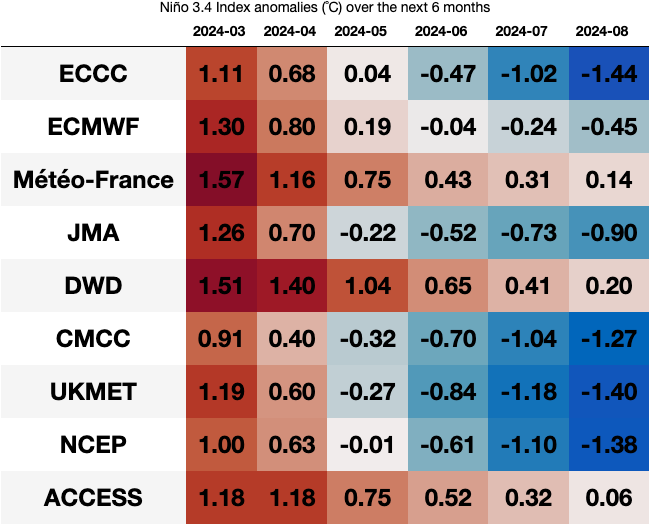 Niño 3.4 Index anomalies (°C) over the next 6 months
2024-03 2024-04 2024-05 2024-06 2024-07 2024-08
ECCC 1.11 0.68 0.04 -0.47 -1.02 -1.44
ECMWF 1.30 0.80 0.19 -0.04 -0.24 -0.45
Météo-France 1.57 1.16 0.75 0.43 0.31 0.14
JMA 1.26 0.70 -0.22 -0.52 -0.73 -0.90
DWD 1.51 1.40 1.04 0.65 0.41 0.20
CMCC 0.91 0.40 -0.32 -0.70 -1.04 -1.27
UKMET 1.19 0.60 -0.27 -0.84 -1.18 -1.40
NCEP 1.00 0.63 -0.01 -0.61 -1.10 -1.38
ACCESS 1.18 1.18 0.75 0.52 0.32 0.06